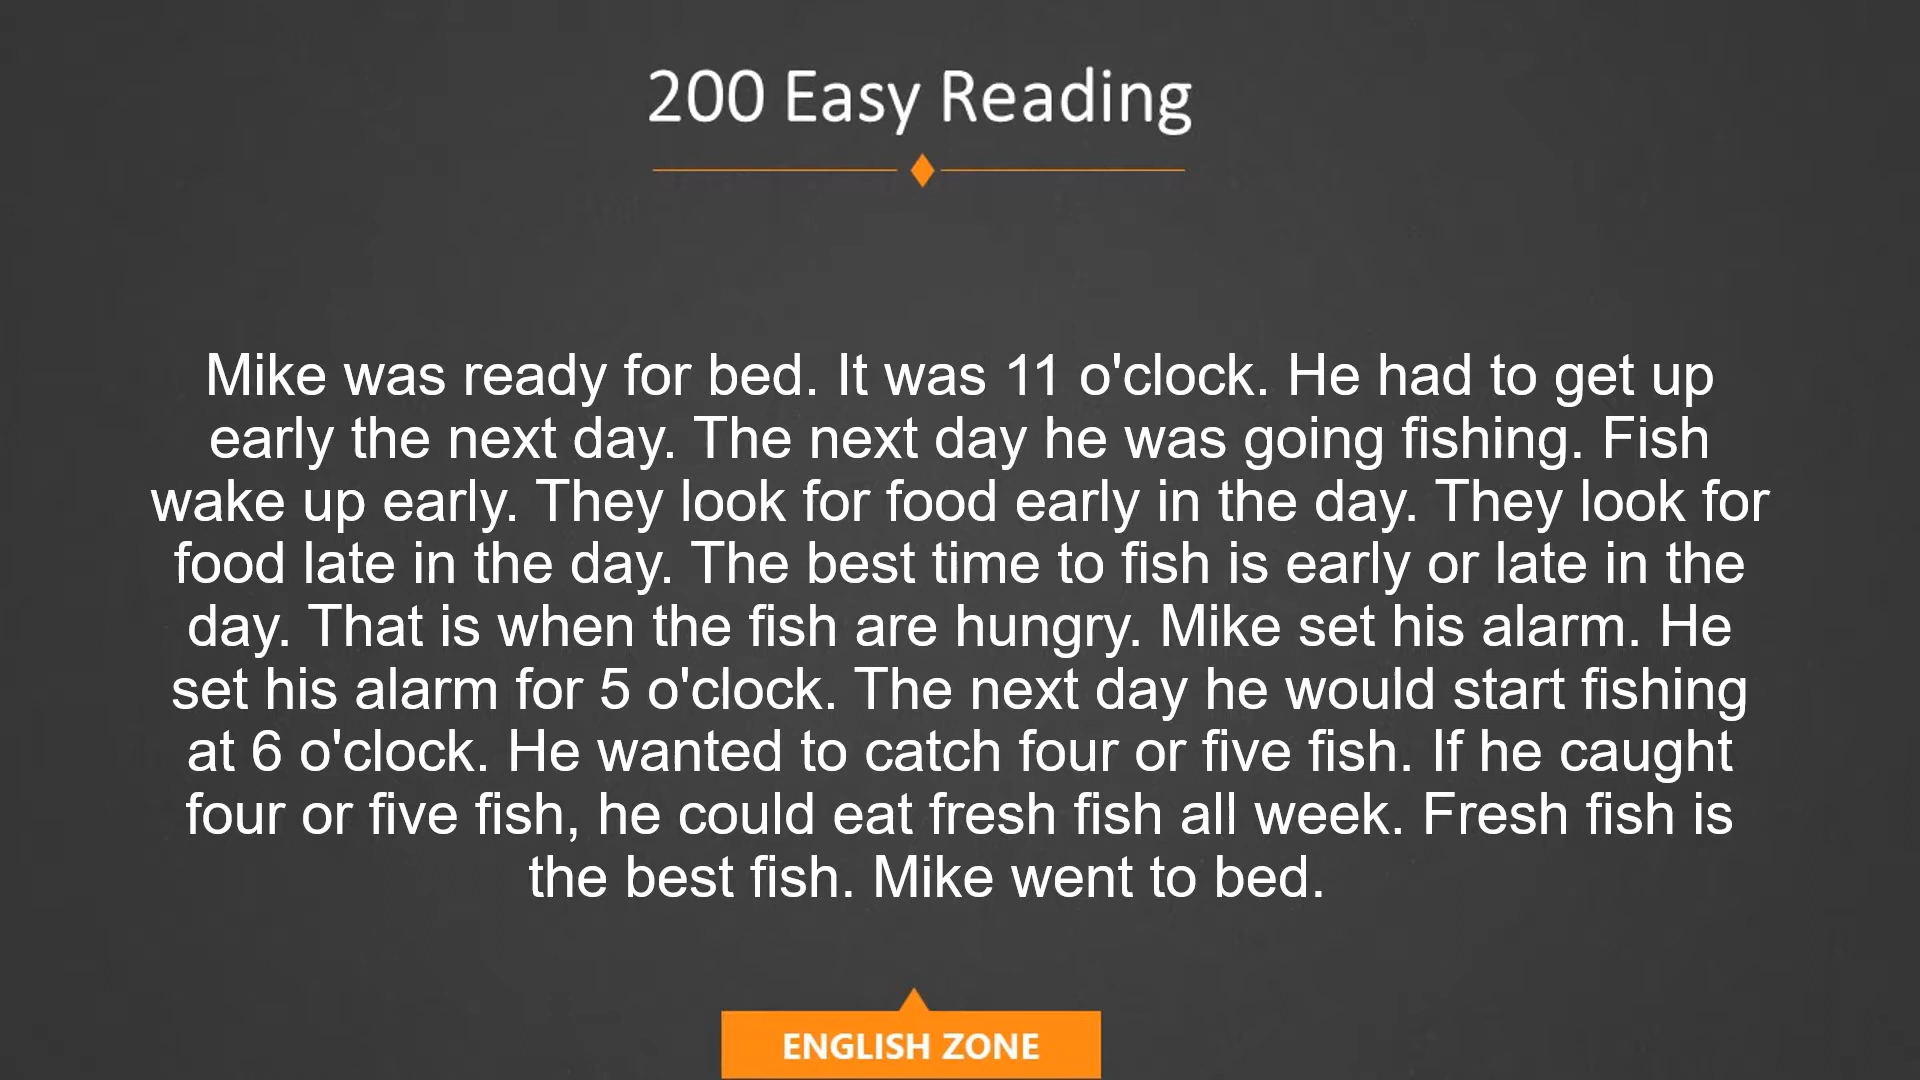 200 Easy Reading
Mike was ready for bed. It was 11 o'clock. He had to get up
early the next day. The next day he was going fishing. Fish
wake up early. They look for food early in the day. They look for
food late in the day. The best time to fish is early or late in the
day. That is when the fish are hungry. Mike set his alarm. He
set his alarm for 5 o'clock. The next day he would start fishing
at 6 o'clock. He wanted to catch four or five fish. If he caught
four or five fish, he could eat fresh fish all week. Fresh fish is
the best fish. Mike went to bed.
ENGLISH ZONE